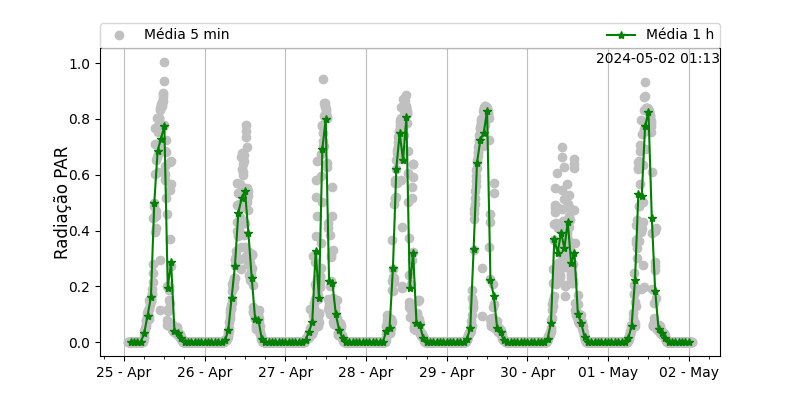 Média 5 min
Média 1 h
2024-05-02 01:13
Radiação PAR
1.0
0.8
0.6
0.4
0.2
0.0
25 - Apr
26 - Apr
27 - Apr
28 - Apr
29 - Apr
30 - Apr
01 - May
02 - May